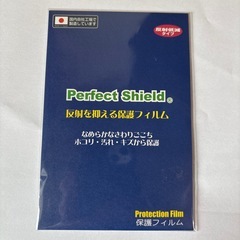 国内自社工場で
製造しています
反射低減
タイプ
Perfect Shield®
反射を抑える保護フィルム
なめらかなさわりごこち
ホコリ・汚れ・キズから保護
Protection Film
保護フィルム